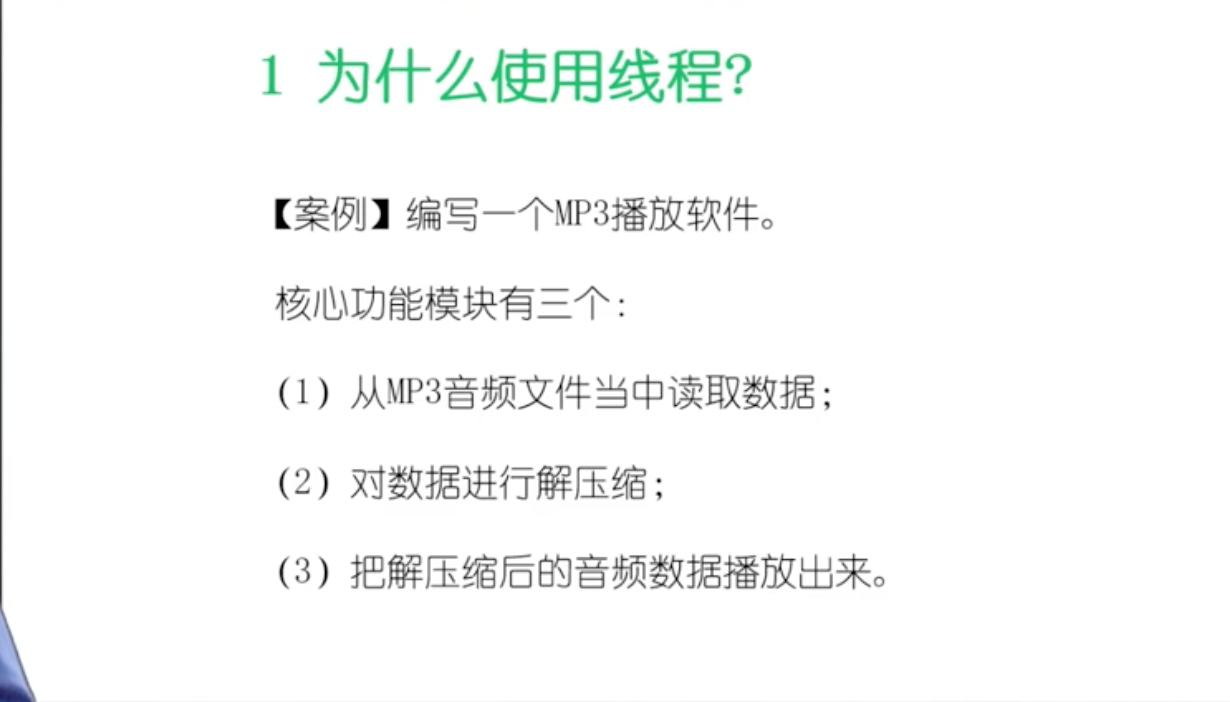 1 为什么使用线程?
【案例】编写一个MP3播放软件。
核心功能模块有三个:
(1) 从MP3音频文件当中读取数据;
(2) 对数据进行解压缩;
(3) 把解压缩后的音频数据播放出来。